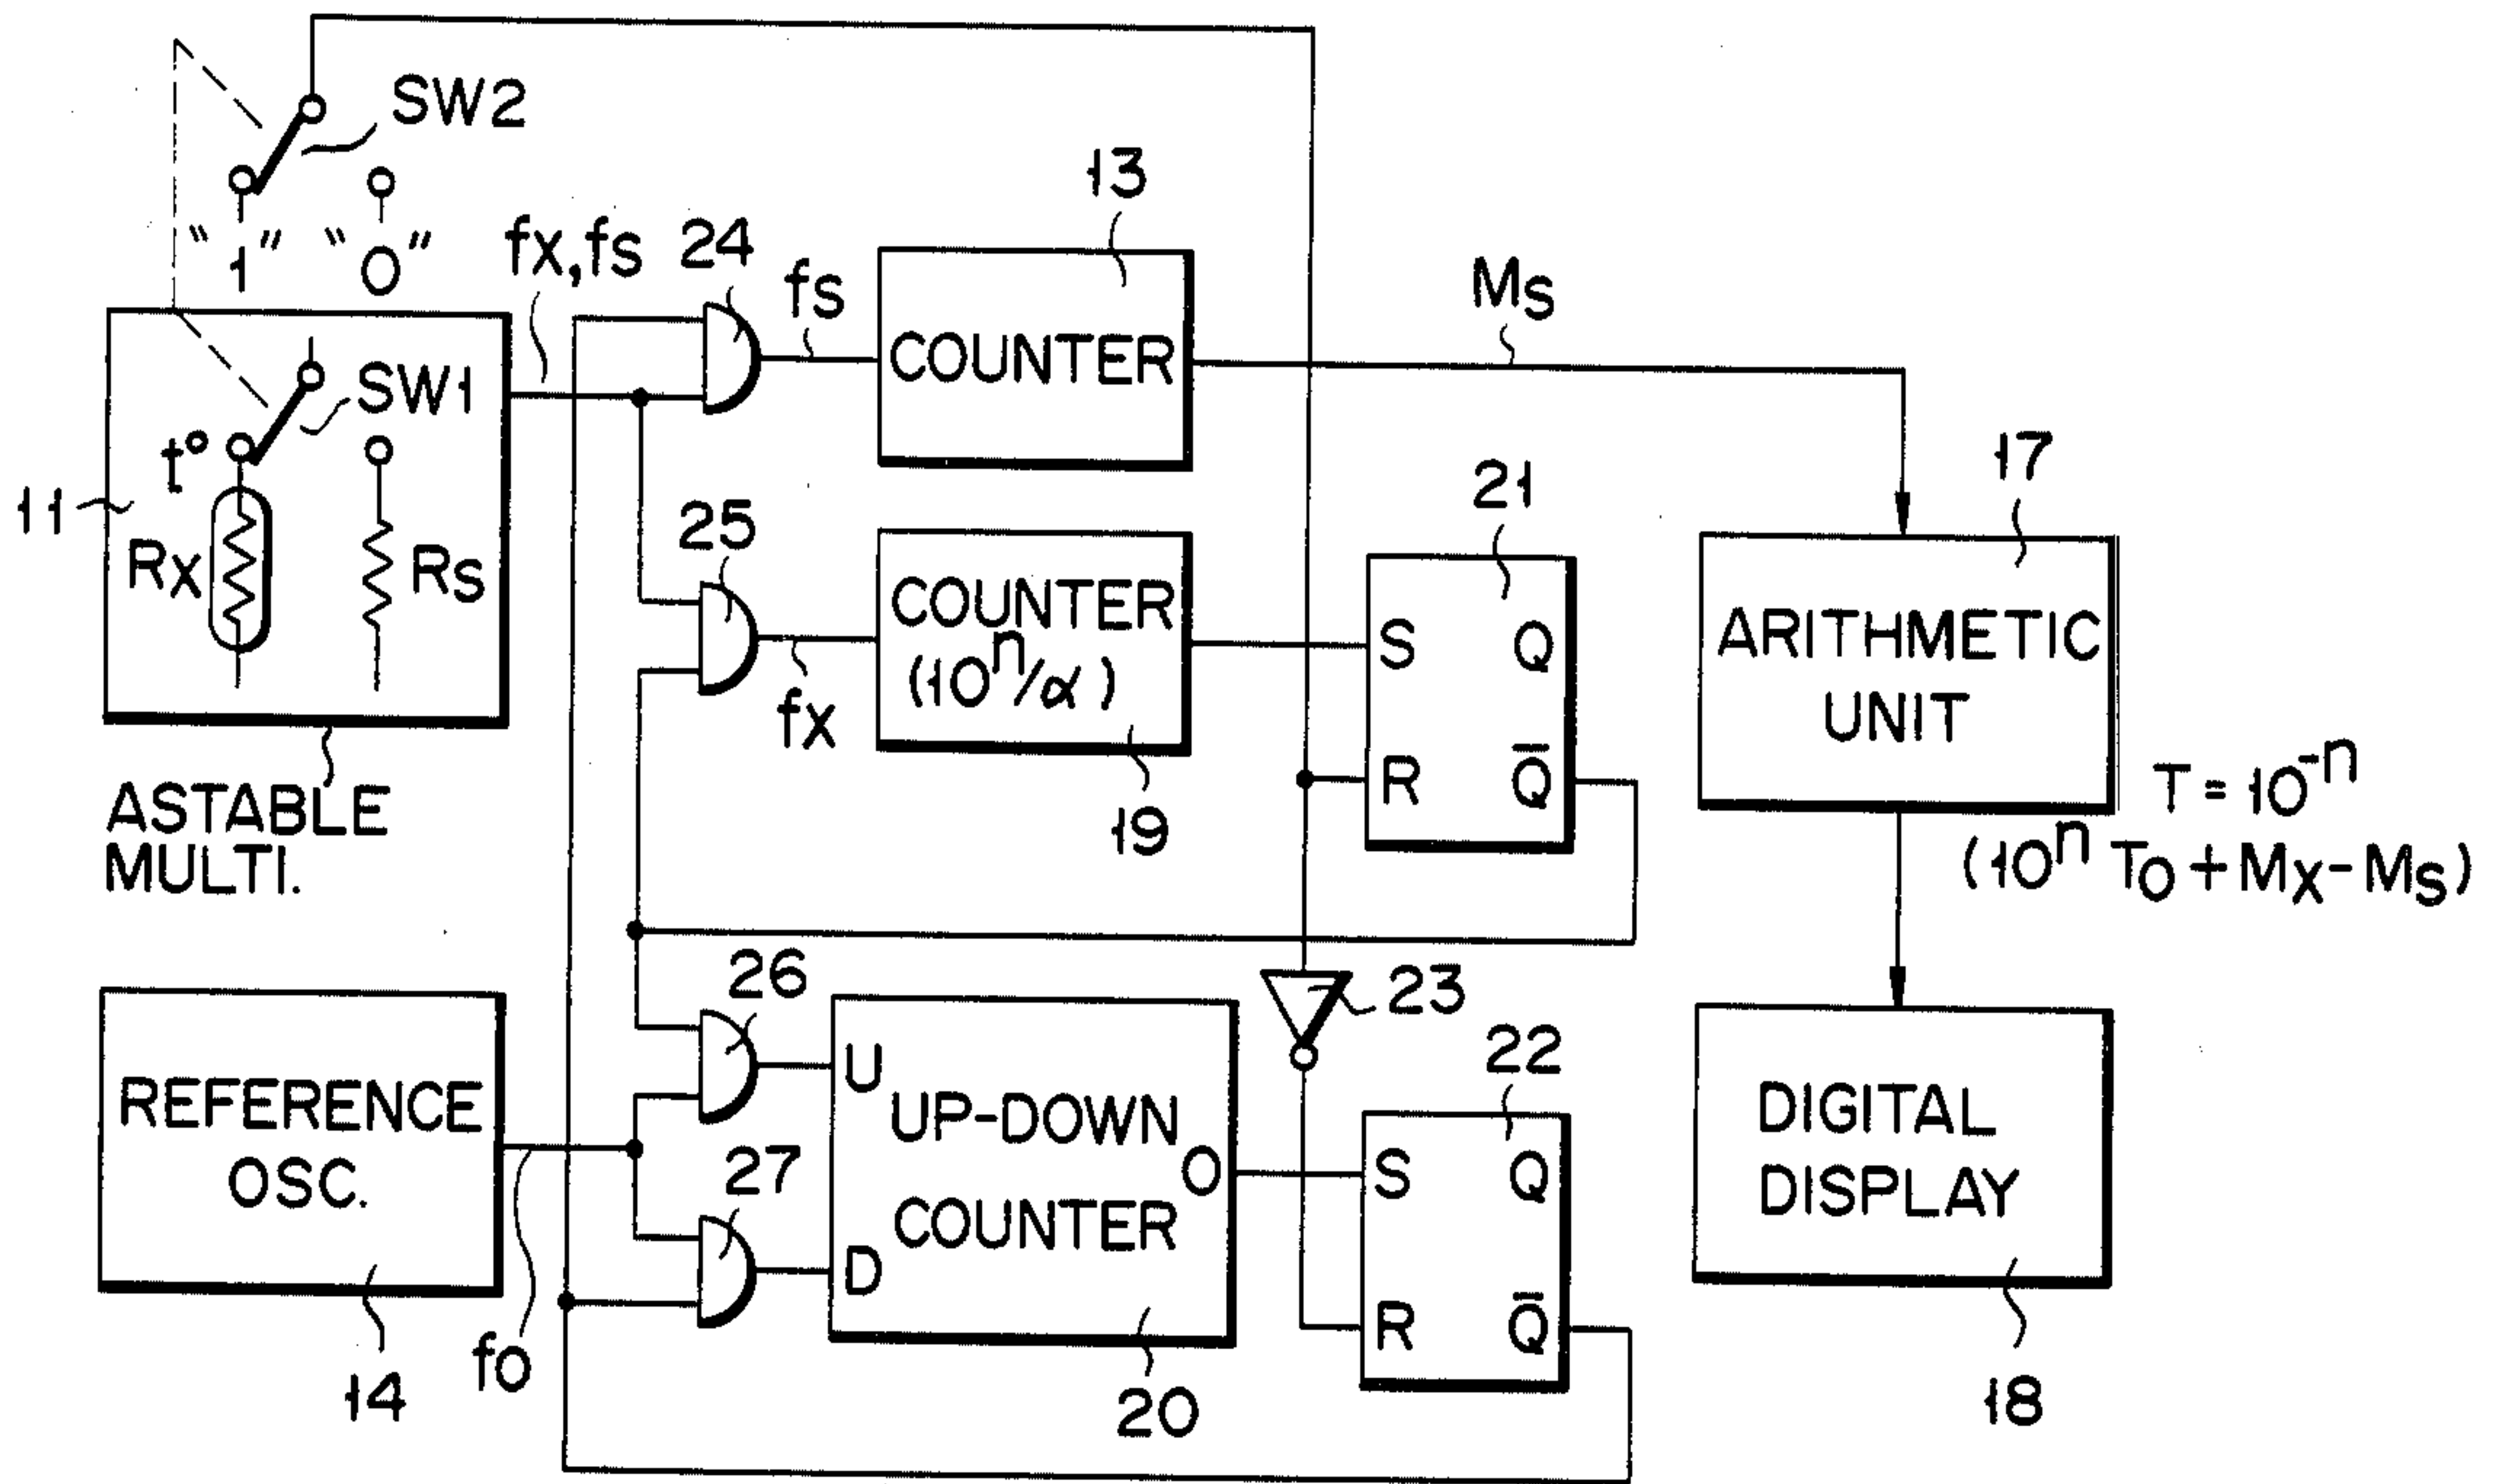 SW2
"1" "0"
fx,fs
24
fs
13
COUNTER
Ms
SW1
t°
11
Rx
Rs
ASTABLE
MULTI.
25
fx
COUNTER
(10ⁿ/α)
19
21
S
Q
R
Q̅
17
ARITHMETIC
UNIT
T = 10⁻ⁿ
(10ⁿ To + Mx - Ms)
REFERENCE
OSC.
14
fo
26
27
U
UP-DOWN
COUNTER
O
D
20
23
22
S
Q
R
Q̅
DIGITAL
DISPLAY
18